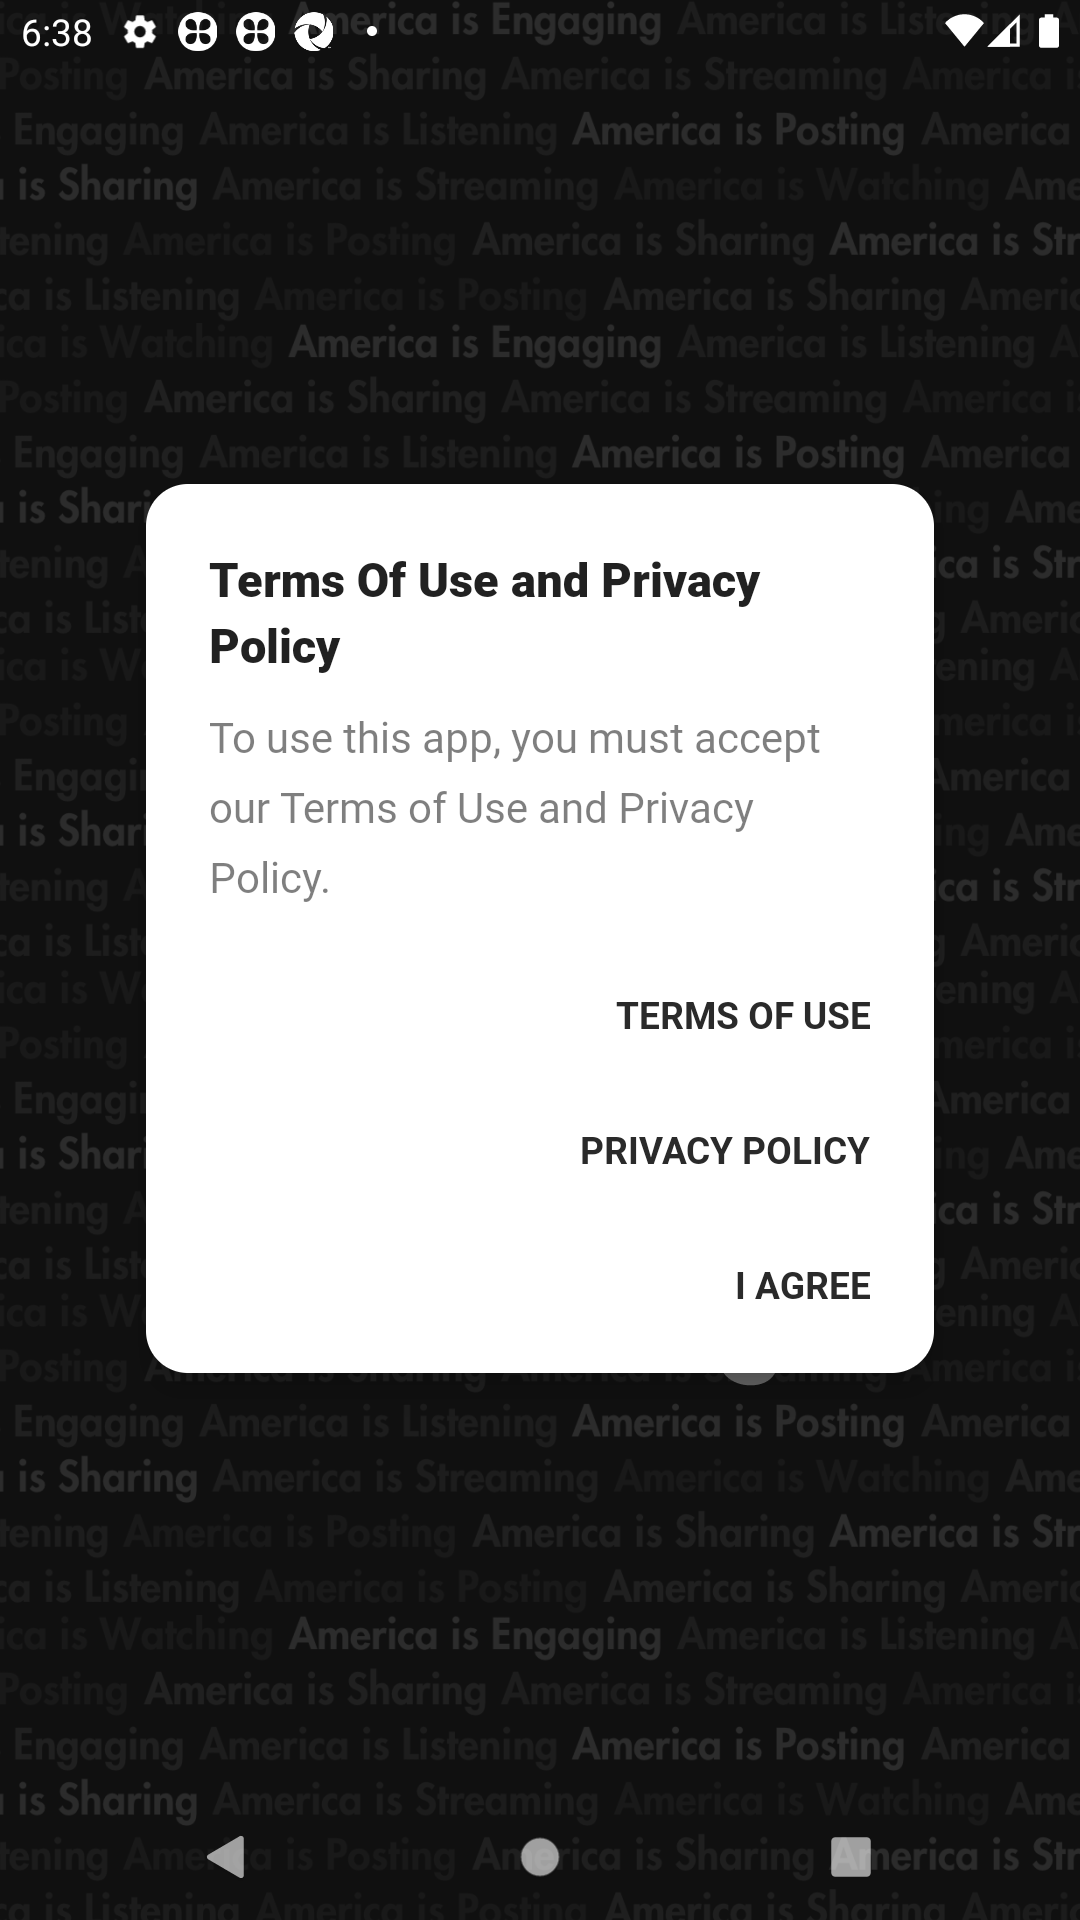 6:38
ica is Watching America is Engaging America is Listening A
Posting America is Sharing America is Streaming America is
Engaging America is Listening America is Posting America
a is Sharing America is Streaming America is Watching Ame
tening America is Posting America is Sharing America is Str
ca is Listening America is Posting America is Sharing Americ
ica is Watching America is Engaging America is Listening A
Posting America is Sharing America is Streaming America is
Engaging America is Listening America is Posting America
Terms Of Use and Privacy
Policy
To use this app, you must accept
our Terms of Use and Privacy
Policy.
TERMS OF USE
PRIVACY POLICY
I AGREE
Engaging America is Listening America is Posting America
a is Sharing America is Streaming America is Watching Ame
tening America is Posting America is Sharing America is Str
ca is Listening America is Posting America is Sharing Americ
ica is Watching America is Engaging America is Listening A
Posting America is Sharing America is Streaming America is
Engaging America is Listening America is Posting America
a is Sharing America is Streaming America is Watching Ame
tening America is Posting America is Sharing America is Str
ca is Listening America is Posting America is Sharing Americ